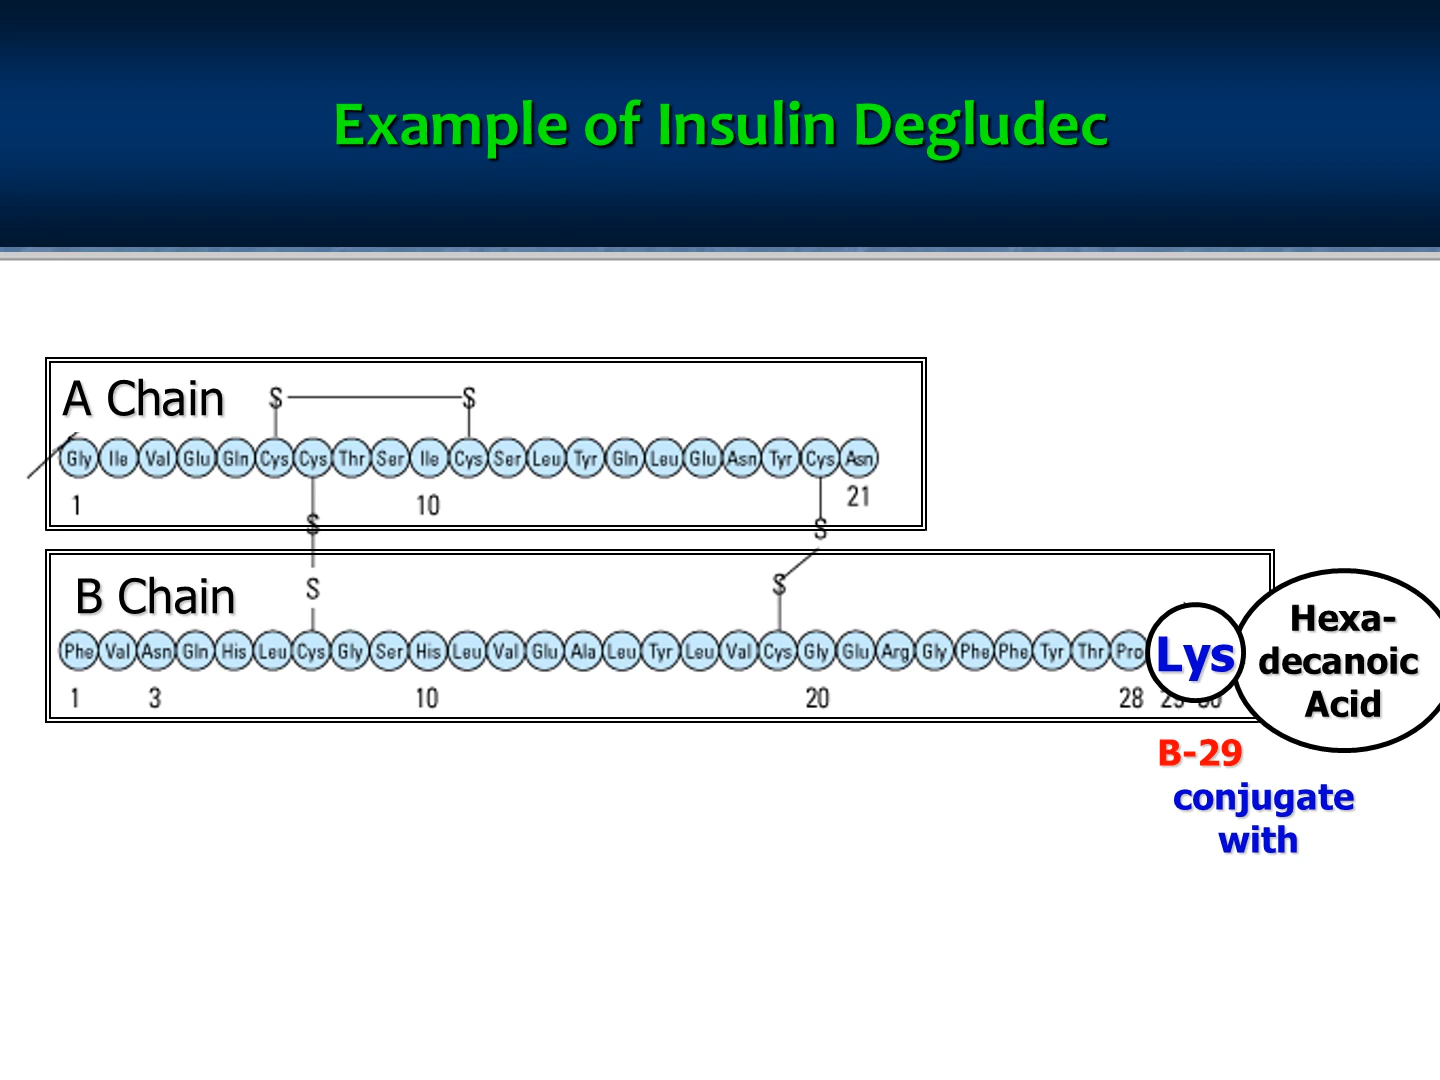 Example of Insulin Degludec
A Chain
S S
Gly Ile Val Glu Gln Cys Cys Thr Ser Ile Cys Ser Leu Tyr Gln Leu Glu Asn Tyr Cys Asn
1 10 21
S S
S S
B Chain
Phe Val Asn Gln His Leu Cys Gly Ser His Leu Val Glu Ala Leu Tyr Leu Val Cys Gly Glu Arg Gly Phe Phe Tyr Thr Pro Lys
1 3 10 20 28 29 30
Hexa-
decanoic
Acid
B-29
conjugate
with